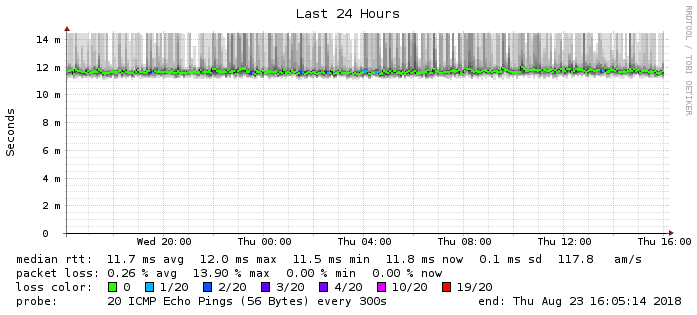 Last 24 Hours
RRDTOOL / TOBI OETIKER
Seconds
14 m
12 m
10 m
8 m
6 m
4 m
2 m
0
Wed 20:00 Thu 00:00 Thu 04:00 Thu 08:00 Thu 12:00 Thu 16:00
median rtt: 11.7 ms avg 12.0 ms max 11.5 ms min 11.8 ms now 0.1 ms sd 117.8 am/s
packet loss: 0.26 % avg 13.90 % max 0.00 % min 0.00 % now
loss color: 0 1/20 2/20 3/20 4/20 10/20 19/20
probe: 20 ICMP Echo Pings (56 Bytes) every 300s end: Thu Aug 23 16:05:14 2018